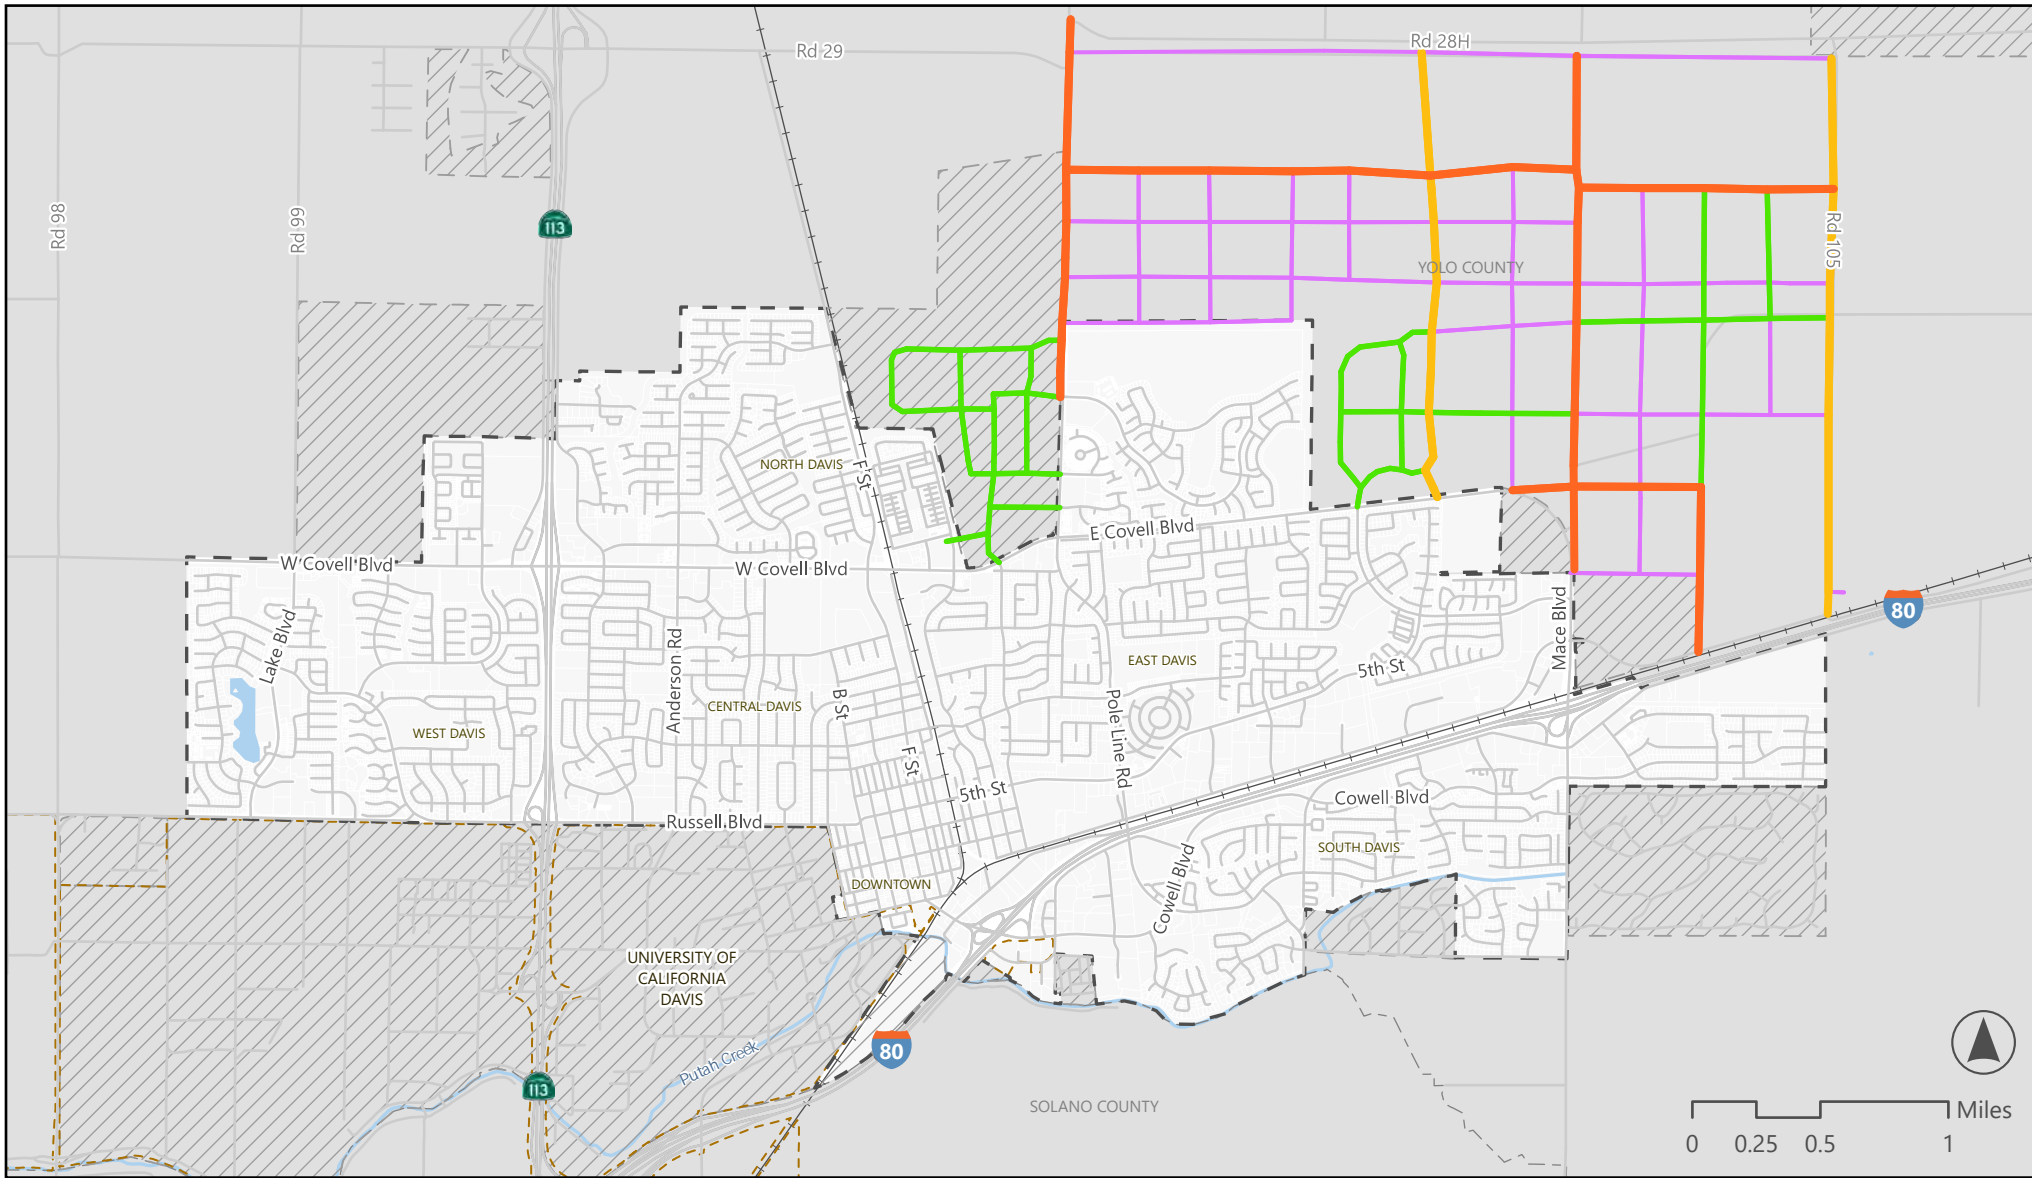 Rd 29
Rd 28H
Rd 98
Rd 99
113
Rd 105
YOLO COUNTY
NORTH DAVIS
F St
E Covell Blvd
W Covell Blvd
W Covell Blvd
Lake Blvd
Anderson Rd
Mace Blvd
80
EAST DAVIS
5th St
B St
CENTRAL DAVIS
Pole Line Rd
WEST DAVIS
F St
5th St
Cowell Blvd
Russell Blvd
SOUTH DAVIS
DOWNTOWN
Cowell Blvd
UNIVERSITY OF
CALIFORNIA
DAVIS
80
Putah Creek
113
SOLANO COUNTY
Miles
0 0.25 0.5 1